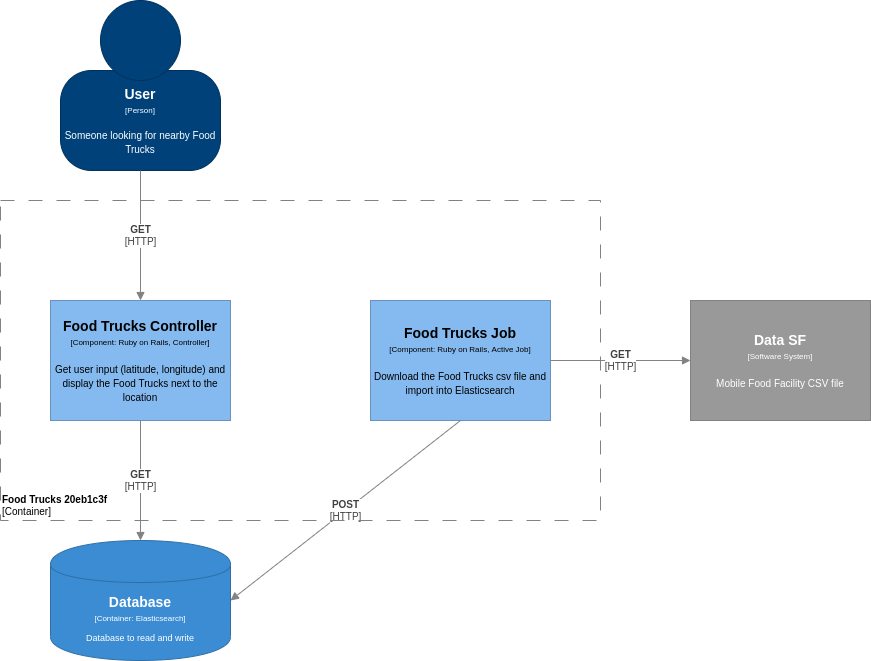 User
[Person]
Someone looking for nearby Food
Trucks
GET
[HTTP]
Food Trucks Controller
[Component: Ruby on Rails, Controller]
Get user input (latitude, longitude) and
display the Food Trucks next to the
location
Food Trucks Job
[Component: Ruby on Rails, Active Job]
Download the Food Trucks csv file and
import into Elasticsearch
GET
[HTTP]
Data SF
[Software System]
Mobile Food Facility CSV file
GET
[HTTP]
POST
[HTTP]
Food Trucks 20eb1c3f
[Container]
Database
[Container: Elasticsearch]
Database to read and write